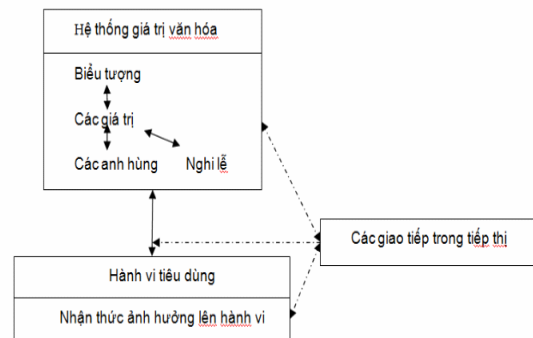 Hệ thống giá trị văn hóa
Biểu tượng
Các giá trị
Các anh hùng Nghi lễ
Các giao tiếp trong tiếp thị
Hành vi tiêu dùng
Nhận thức ảnh hưởng lên hành vi